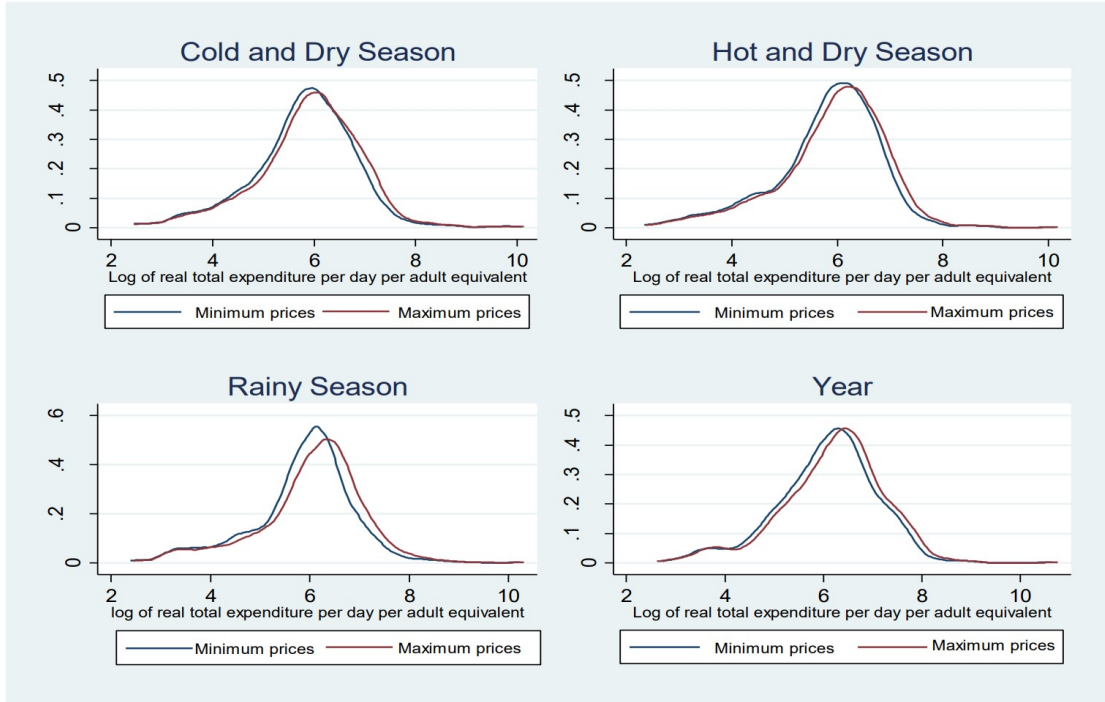 Cold and Dry Season
.5
.4
.3
.2
.1
0
2 4 6 8 10
Log of real total expenditure per day per adult equivalent
Minimum prices Maximum prices
Hot and Dry Season
.5
.4
.3
.2
.1
0
2 4 6 8 10
Log of real total expenditure per day per adult equivalent
Minimum prices Maximum prices
Rainy Season
.6
.4
.2
0
2 4 6 8 10
log of real total expenditure per day per adult equivalent
Minimum prices Maximum prices
Year
.5
.4
.3
.2
.1
0
2 4 6 8 10
Log of real total expenditure per day per adult equivalent
Minimum prices Maximum prices